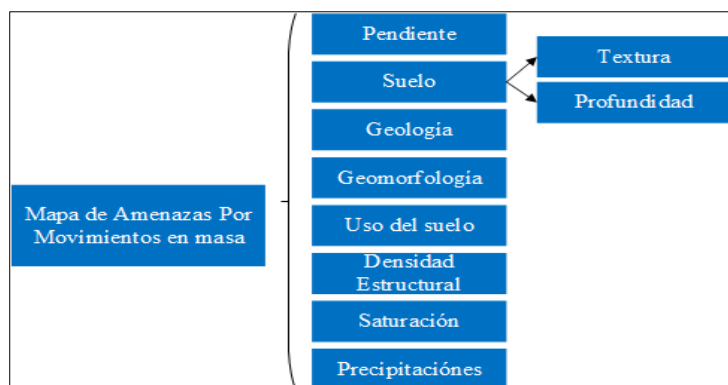 Pendiente
Suelo
Textura
Profundidad
Geología
Geomorfología
Mapa de Amenazas Por
Movimientos en masa
Uso del suelo
Densidad
Estructural
Saturación
Precipitaciónes